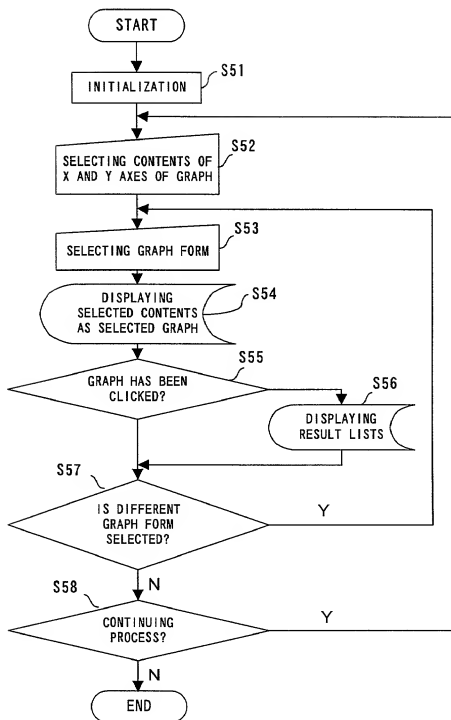 START
S51
INITIALIZATION
S52
SELECTING CONTENTS OF
X AND Y AXES OF GRAPH
S53
SELECTING GRAPH FORM
S54
DISPLAYING
SELECTED CONTENTS
AS SELECTED GRAPH
S55
GRAPH HAS BEEN
CLICKED?
S56
DISPLAYING
RESULT LISTS
S57
IS DIFFERENT
GRAPH FORM
SELECTED?
Y
N
S58
CONTINUING
PROCESS?
Y
N
END